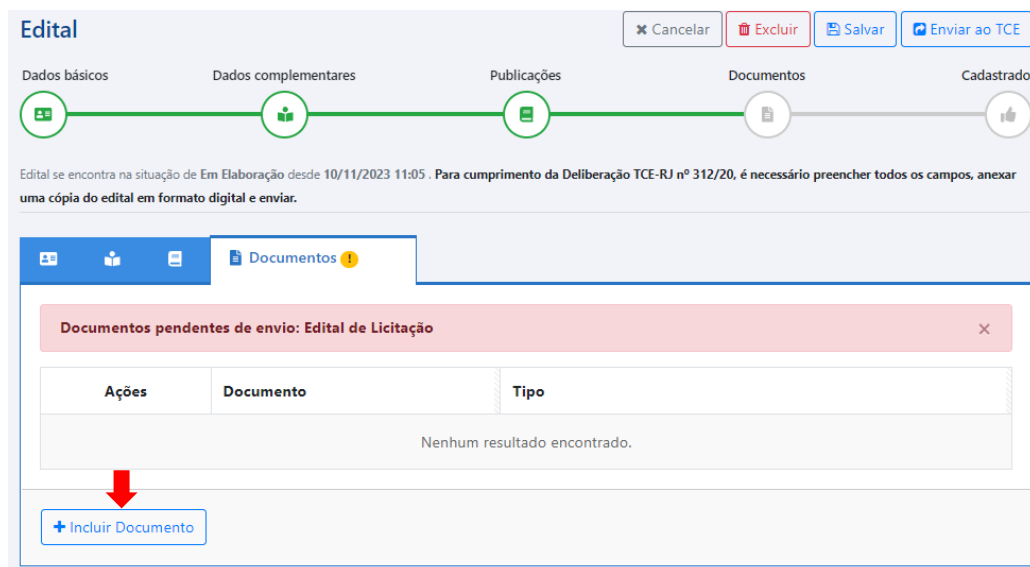 Edital
Cancelar Excluir Salvar Enviar ao TCE
Dados básicos Dados complementares Publicações Documentos Cadastrado
Edital se encontra na situação de Em Elaboração desde 10/11/2023 11:05 . Para cumprimento da Deliberação TCE-RJ nº 312/20, é necessário preencher todos os campos, anexar
uma cópia do edital em formato digital e enviar.
Documentos !
Documentos pendentes de envio: Edital de Licitação ×
Ações Documento Tipo
Nenhum resultado encontrado.
+ Incluir Documento